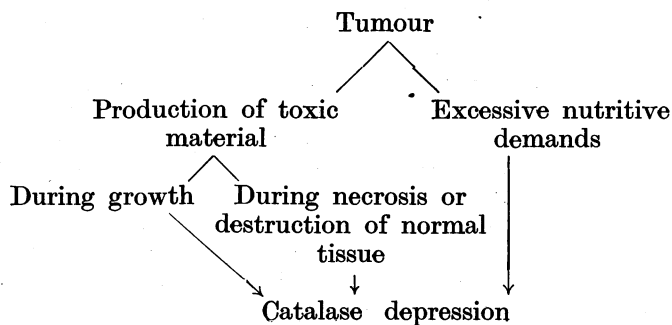 Tumour
Production of toxic material
Excessive nutritive demands
During growth
During necrosis or destruction of normal tissue
Catalase depression